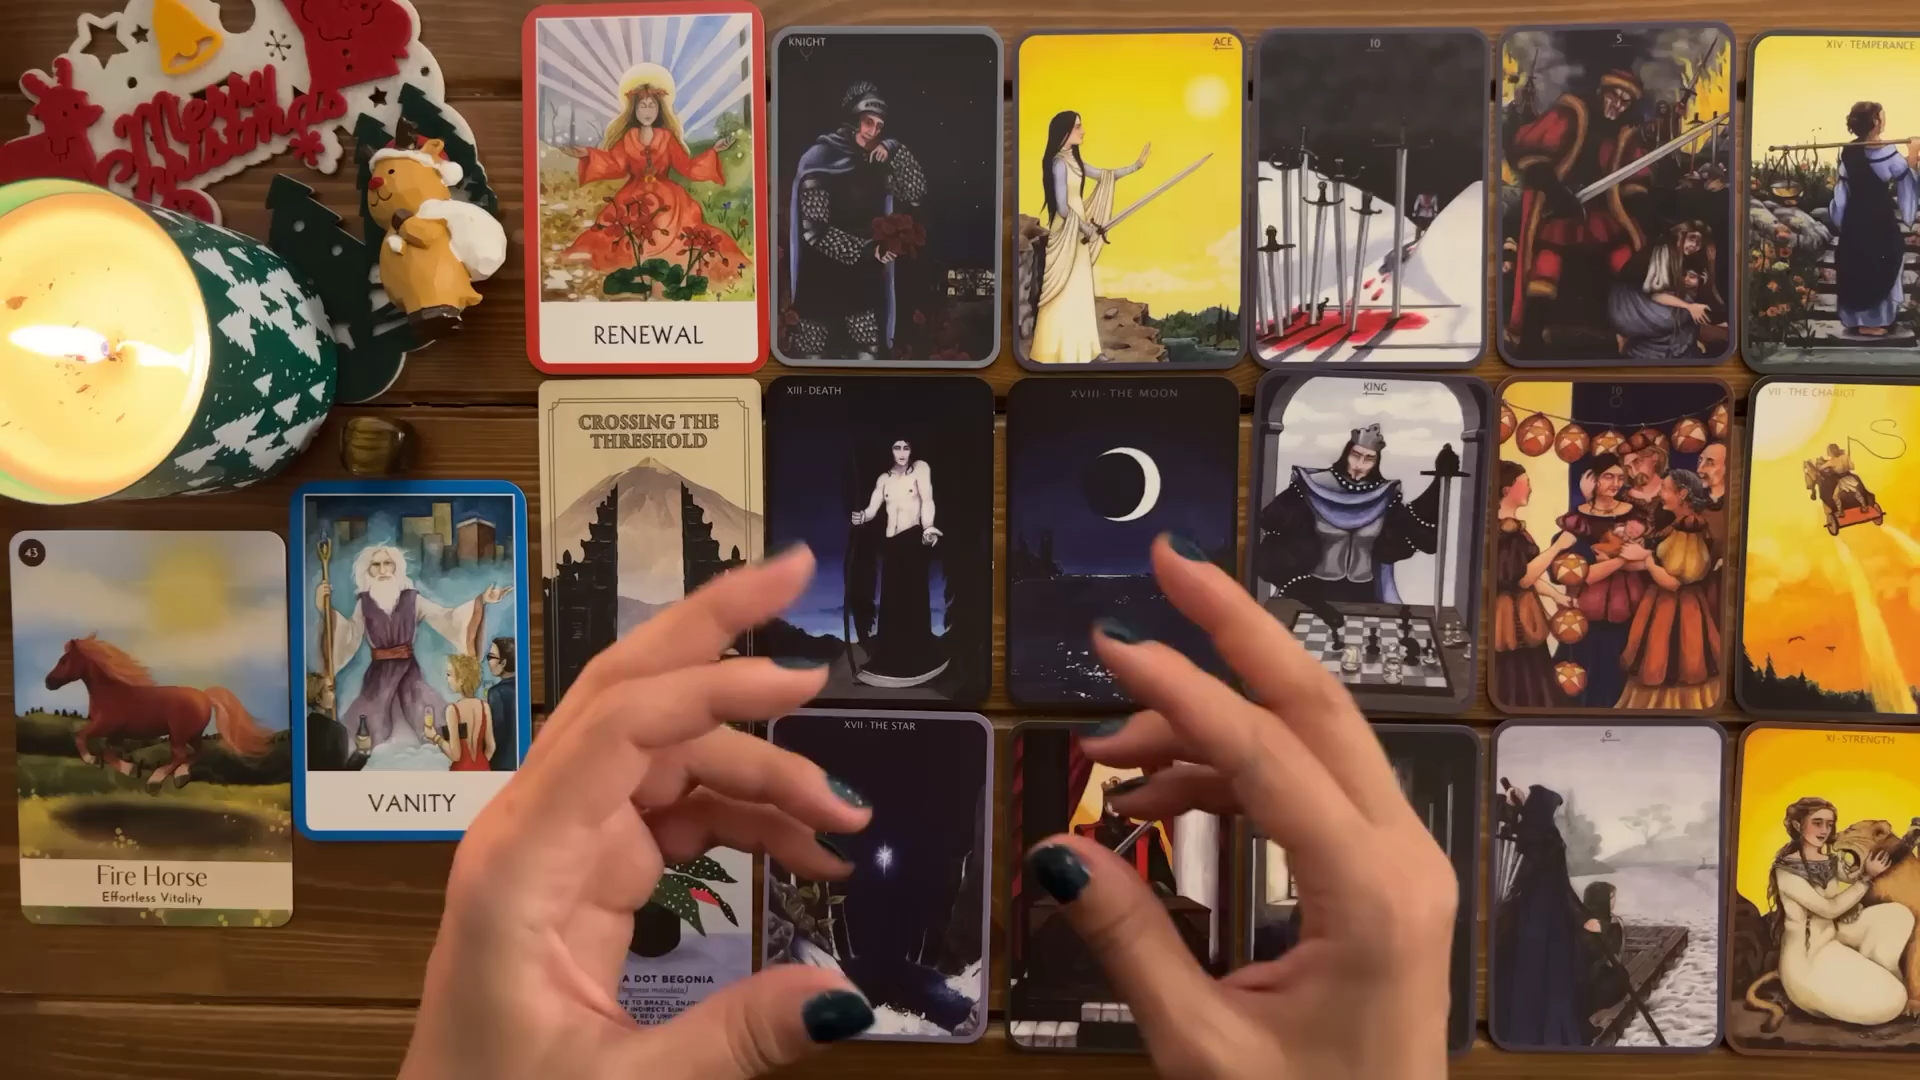 Merry
Christmas
RENEWAL
KNIGHT
ACE
10
5
XIV·TEMPERANCE
CROSSING THE
THRESHOLD
XIII·DEATH
XVIII·THE MOON
KING
10
VII·THE CHARIOT
43
Fire Horse
Effortless Vitality
VANITY
XVII·THE STAR
6
XI·STRENGTH
A DOT BEGONIA